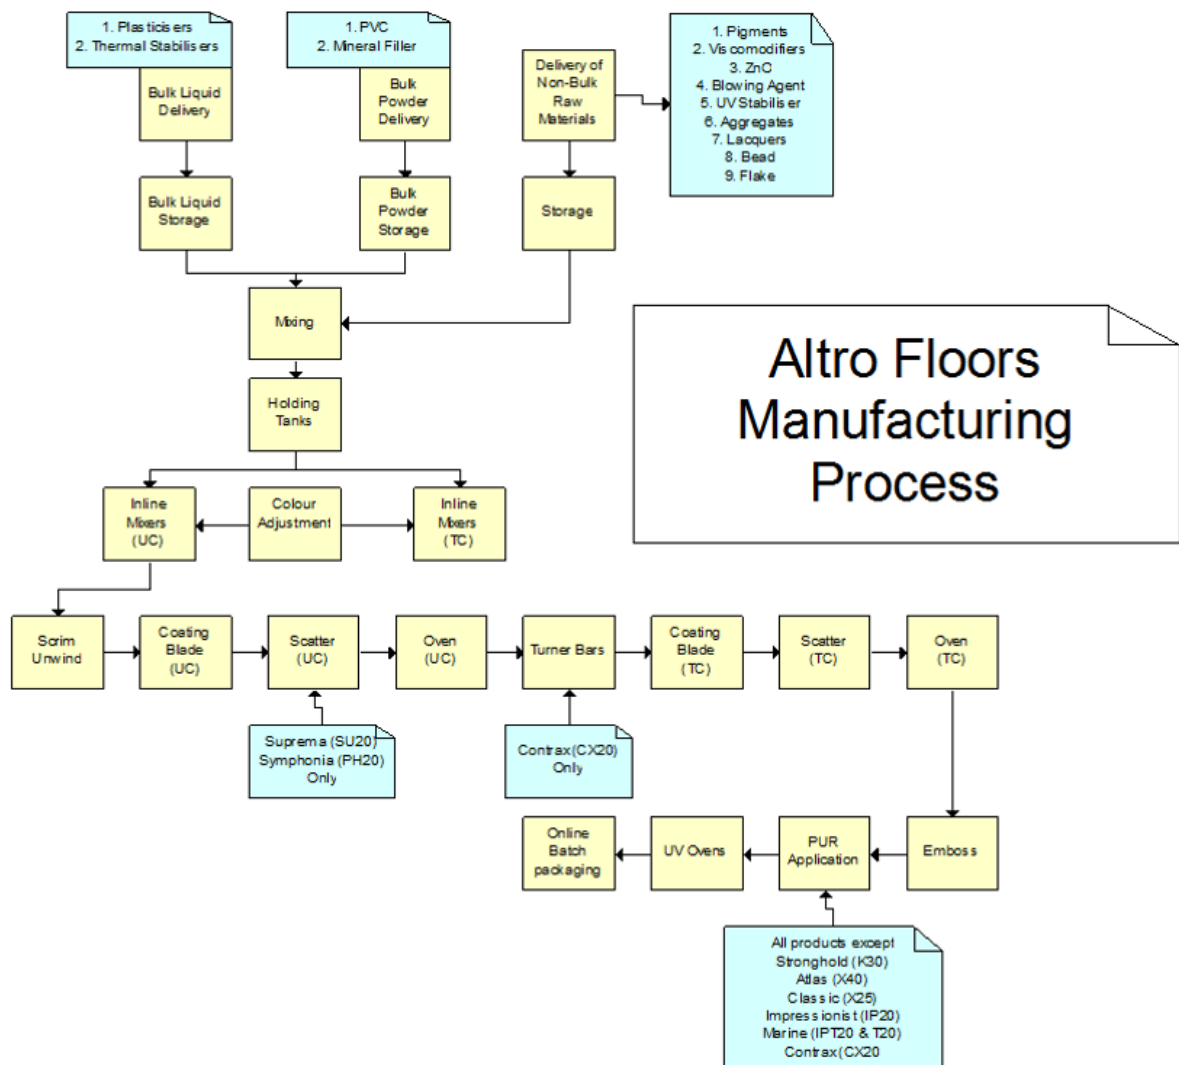 1. Plasticisers
2. Thermal Stabilisers
1. PVC
2. Mineral Filler
1. Pigments
2. Viscomodifiers
3. ZnO
4. Blowing Agent
5. UV Stabiliser
6. Aggregates
7. Lacquers
8. Bead
9. Flake
Bulk Liquid
Delivery
Bulk
Powder
Delivery
Delivery of
Non-Bulk
Raw
Materials
Bulk Liquid
Storage
Bulk
Powder
Storage
Storage
Mixing
Altro Floors
Manufacturing
Process
Holding
Tanks
Inline
Mixers
(UC)
Colour
Adjustment
Inline
Mixers
(TC)
Scrim
Unwind
Coating
Blade
(UC)
Scatter
(UC)
Oven
(UC)
Turner Bars
Coating
Blade
(TC)
Scatter
(TC)
Oven
(TC)
Suprema (SU20)
Symphonia (PH20)
Only
Contrax (CX20)
Only
Online
Batch
packaging
UV Ovens
PUR
Application
Emboss
All products except
Stronghold (K30)
Atlas (X40)
Classic (X25)
Impressionist (IP20)
Marine (IPT20 & T20)
Contrax (CX20